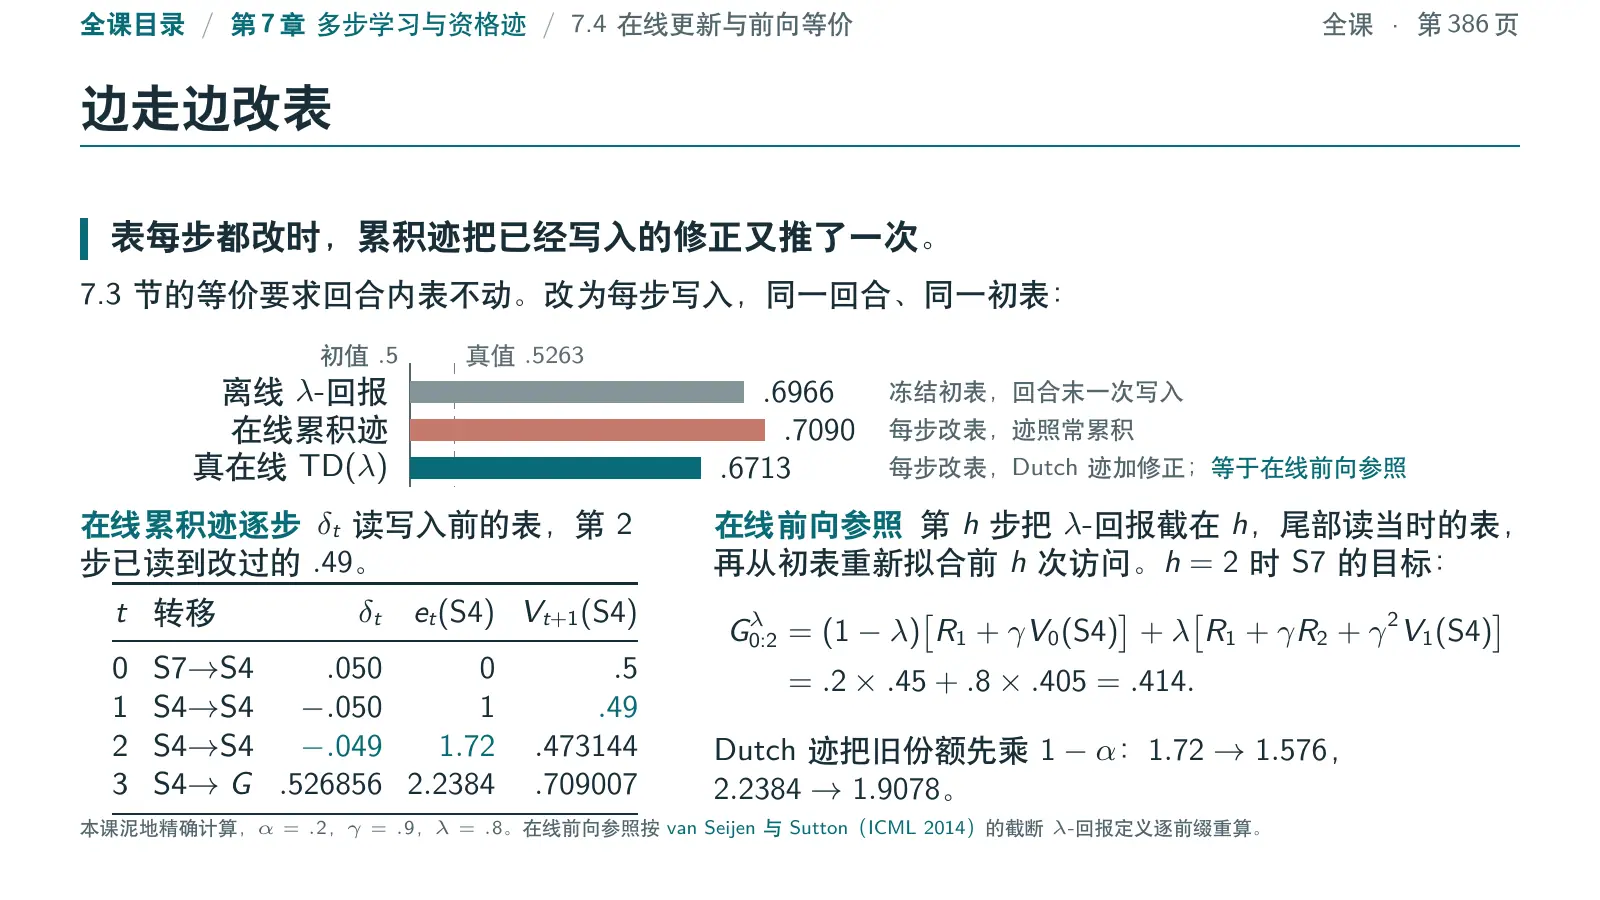 全课目录 / 第 7 章 多步学习与资格迹 / 7.4 在线更新与前向等价
全课 · 第 386 页
边走边改表
表每步都改时，累积迹把已经写入的修正又推了一次。
7.3 节的等价要求回合内表不动。改为每步写入，同一回合、同一初表：
初值 .5 真值 .5263
离线 λ-回报 .6966 冻结初表，回合末一次写入
在线累积迹 .7090 每步改表，迹照常累积
真在线 TD(λ) .6713 每步改表，Dutch 迹加修正；等于在线前向参照
在线累积迹逐步 δₜ 读写入前的表，第 2
步已读到改过的 .49。
t 转移 δₜ eₜ(S4) Vₜ₊₁(S4)
0 S7→S4 .050 0 .5
1 S4→S4 −.050 1 .49
2 S4→S4 −.049 1.72 .473144
3 S4→ G .526856 2.2384 .709007
在线前向参照 第 h 步把 λ-回报截在 h，尾部读当时的表，
再从初表重新拟合前 h 次访问。h = 2 时 S7 的目标：
G^λ_{0:2} = (1 − λ)[R₁ + γV₀(S4)] + λ[R₁ + γR₂ + γ²V₁(S4)]
= .2 × .45 + .8 × .405 = .414.
Dutch 迹把旧份额先乘 1 − α：1.72 → 1.576，
2.2384 → 1.9078。
本课泥地精确计算，α = .2，γ = .9，λ = .8。在线前向参照按 van Seijen 与 Sutton（ICML 2014）的截断 λ-回报定义逐前缀重算。